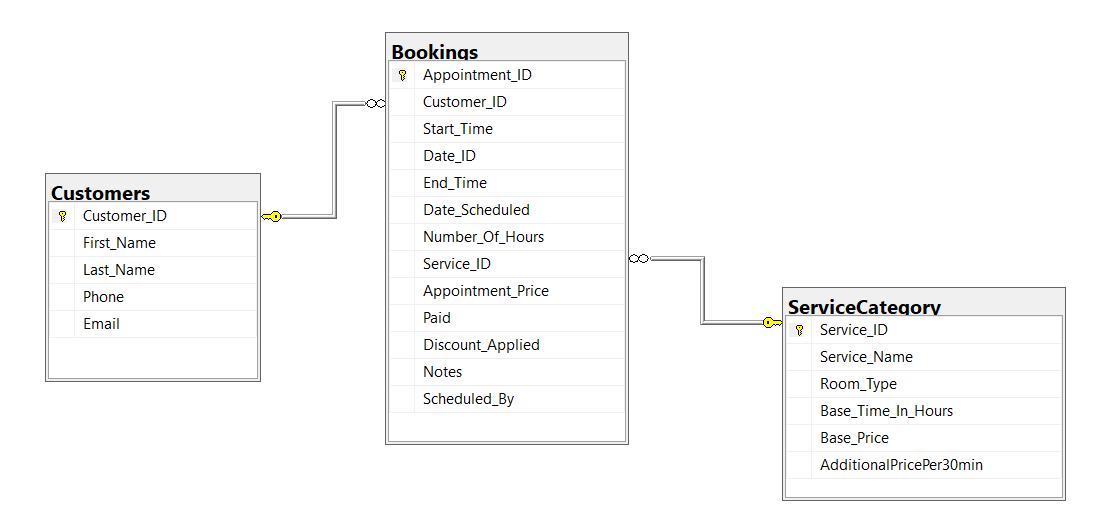 Customers
Customer_ID
First_Name
Last_Name
Phone
Email
Bookings
Appointment_ID
Customer_ID
Start_Time
Date_ID
End_Time
Date_Scheduled
Number_Of_Hours
Service_ID
Appointment_Price
Paid
Discount_Applied
Notes
Scheduled_By
ServiceCategory
Service_ID
Service_Name
Room_Type
Base_Time_In_Hours
Base_Price
AdditionalPricePer30min